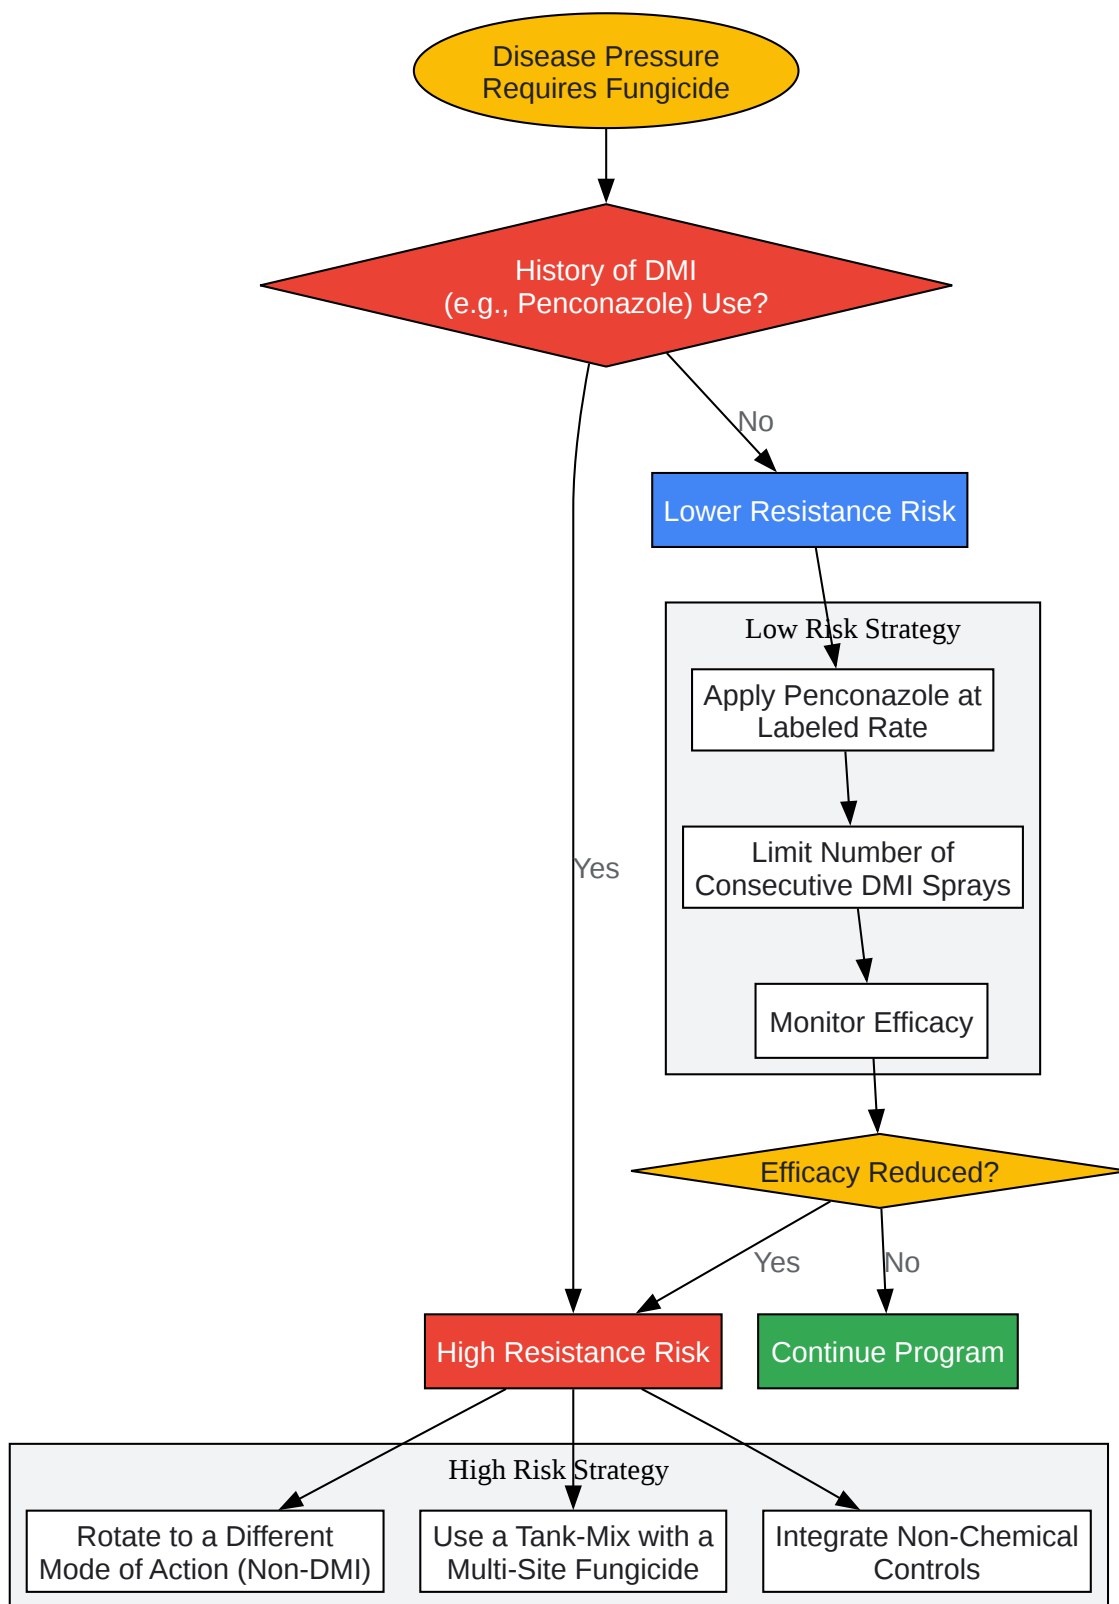 Disease Pressure
Requires Fungicide
History of DMI
(e.g., Penconazole) Use?
No
Lower Resistance Risk
Low Risk Strategy
Apply Penconazole at
Labeled Rate
Limit Number of
Consecutive DMI Sprays
Yes
Monitor Efficacy
Efficacy Reduced?
Yes
No
High Resistance Risk
Continue Program
High Risk Strategy
Rotate to a Different
Mode of Action (Non-DMI)
Use a Tank-Mix with a
Multi-Site Fungicide
Integrate Non-Chemical
Controls